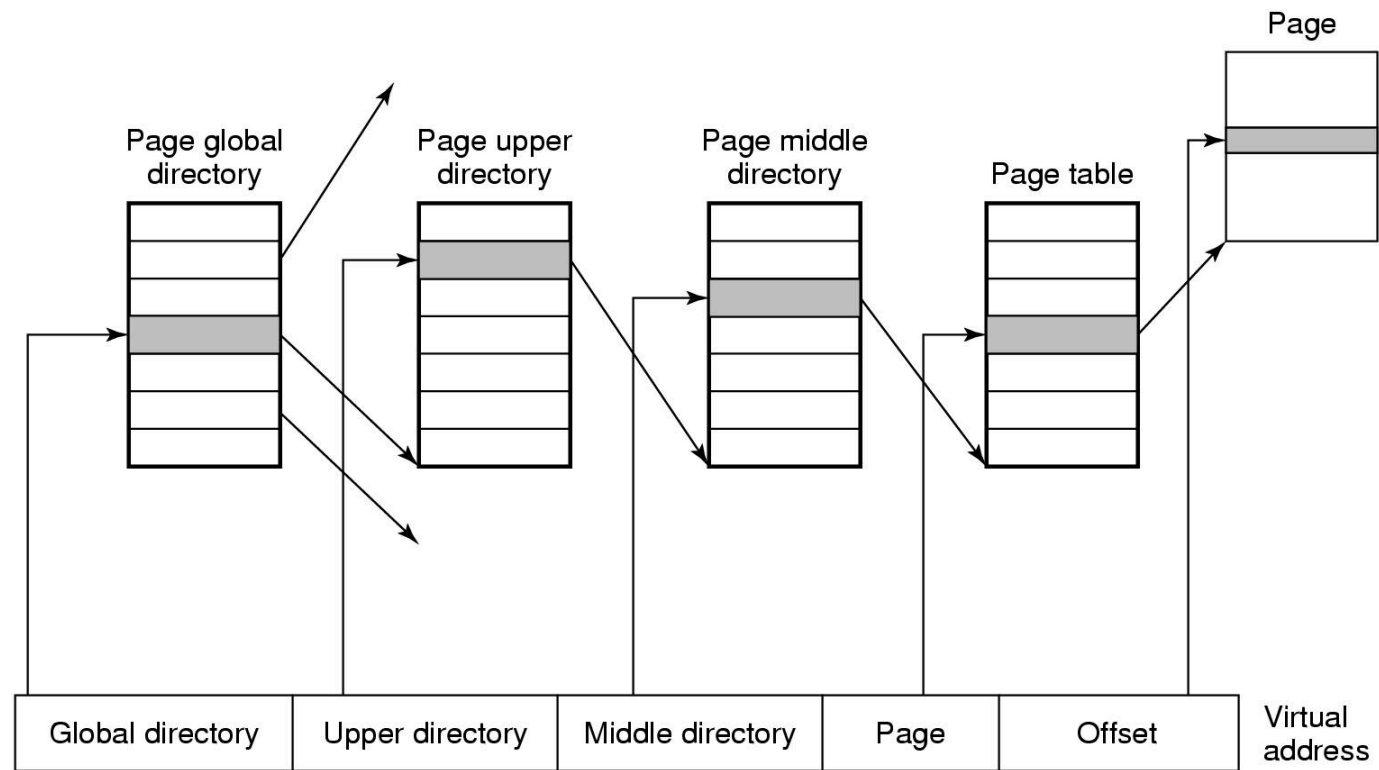 Page
Page global
directory
Page upper
directory
Page middle
directory
Page table
Global directory
Upper directory
Middle directory
Page
Offset
Virtual
address